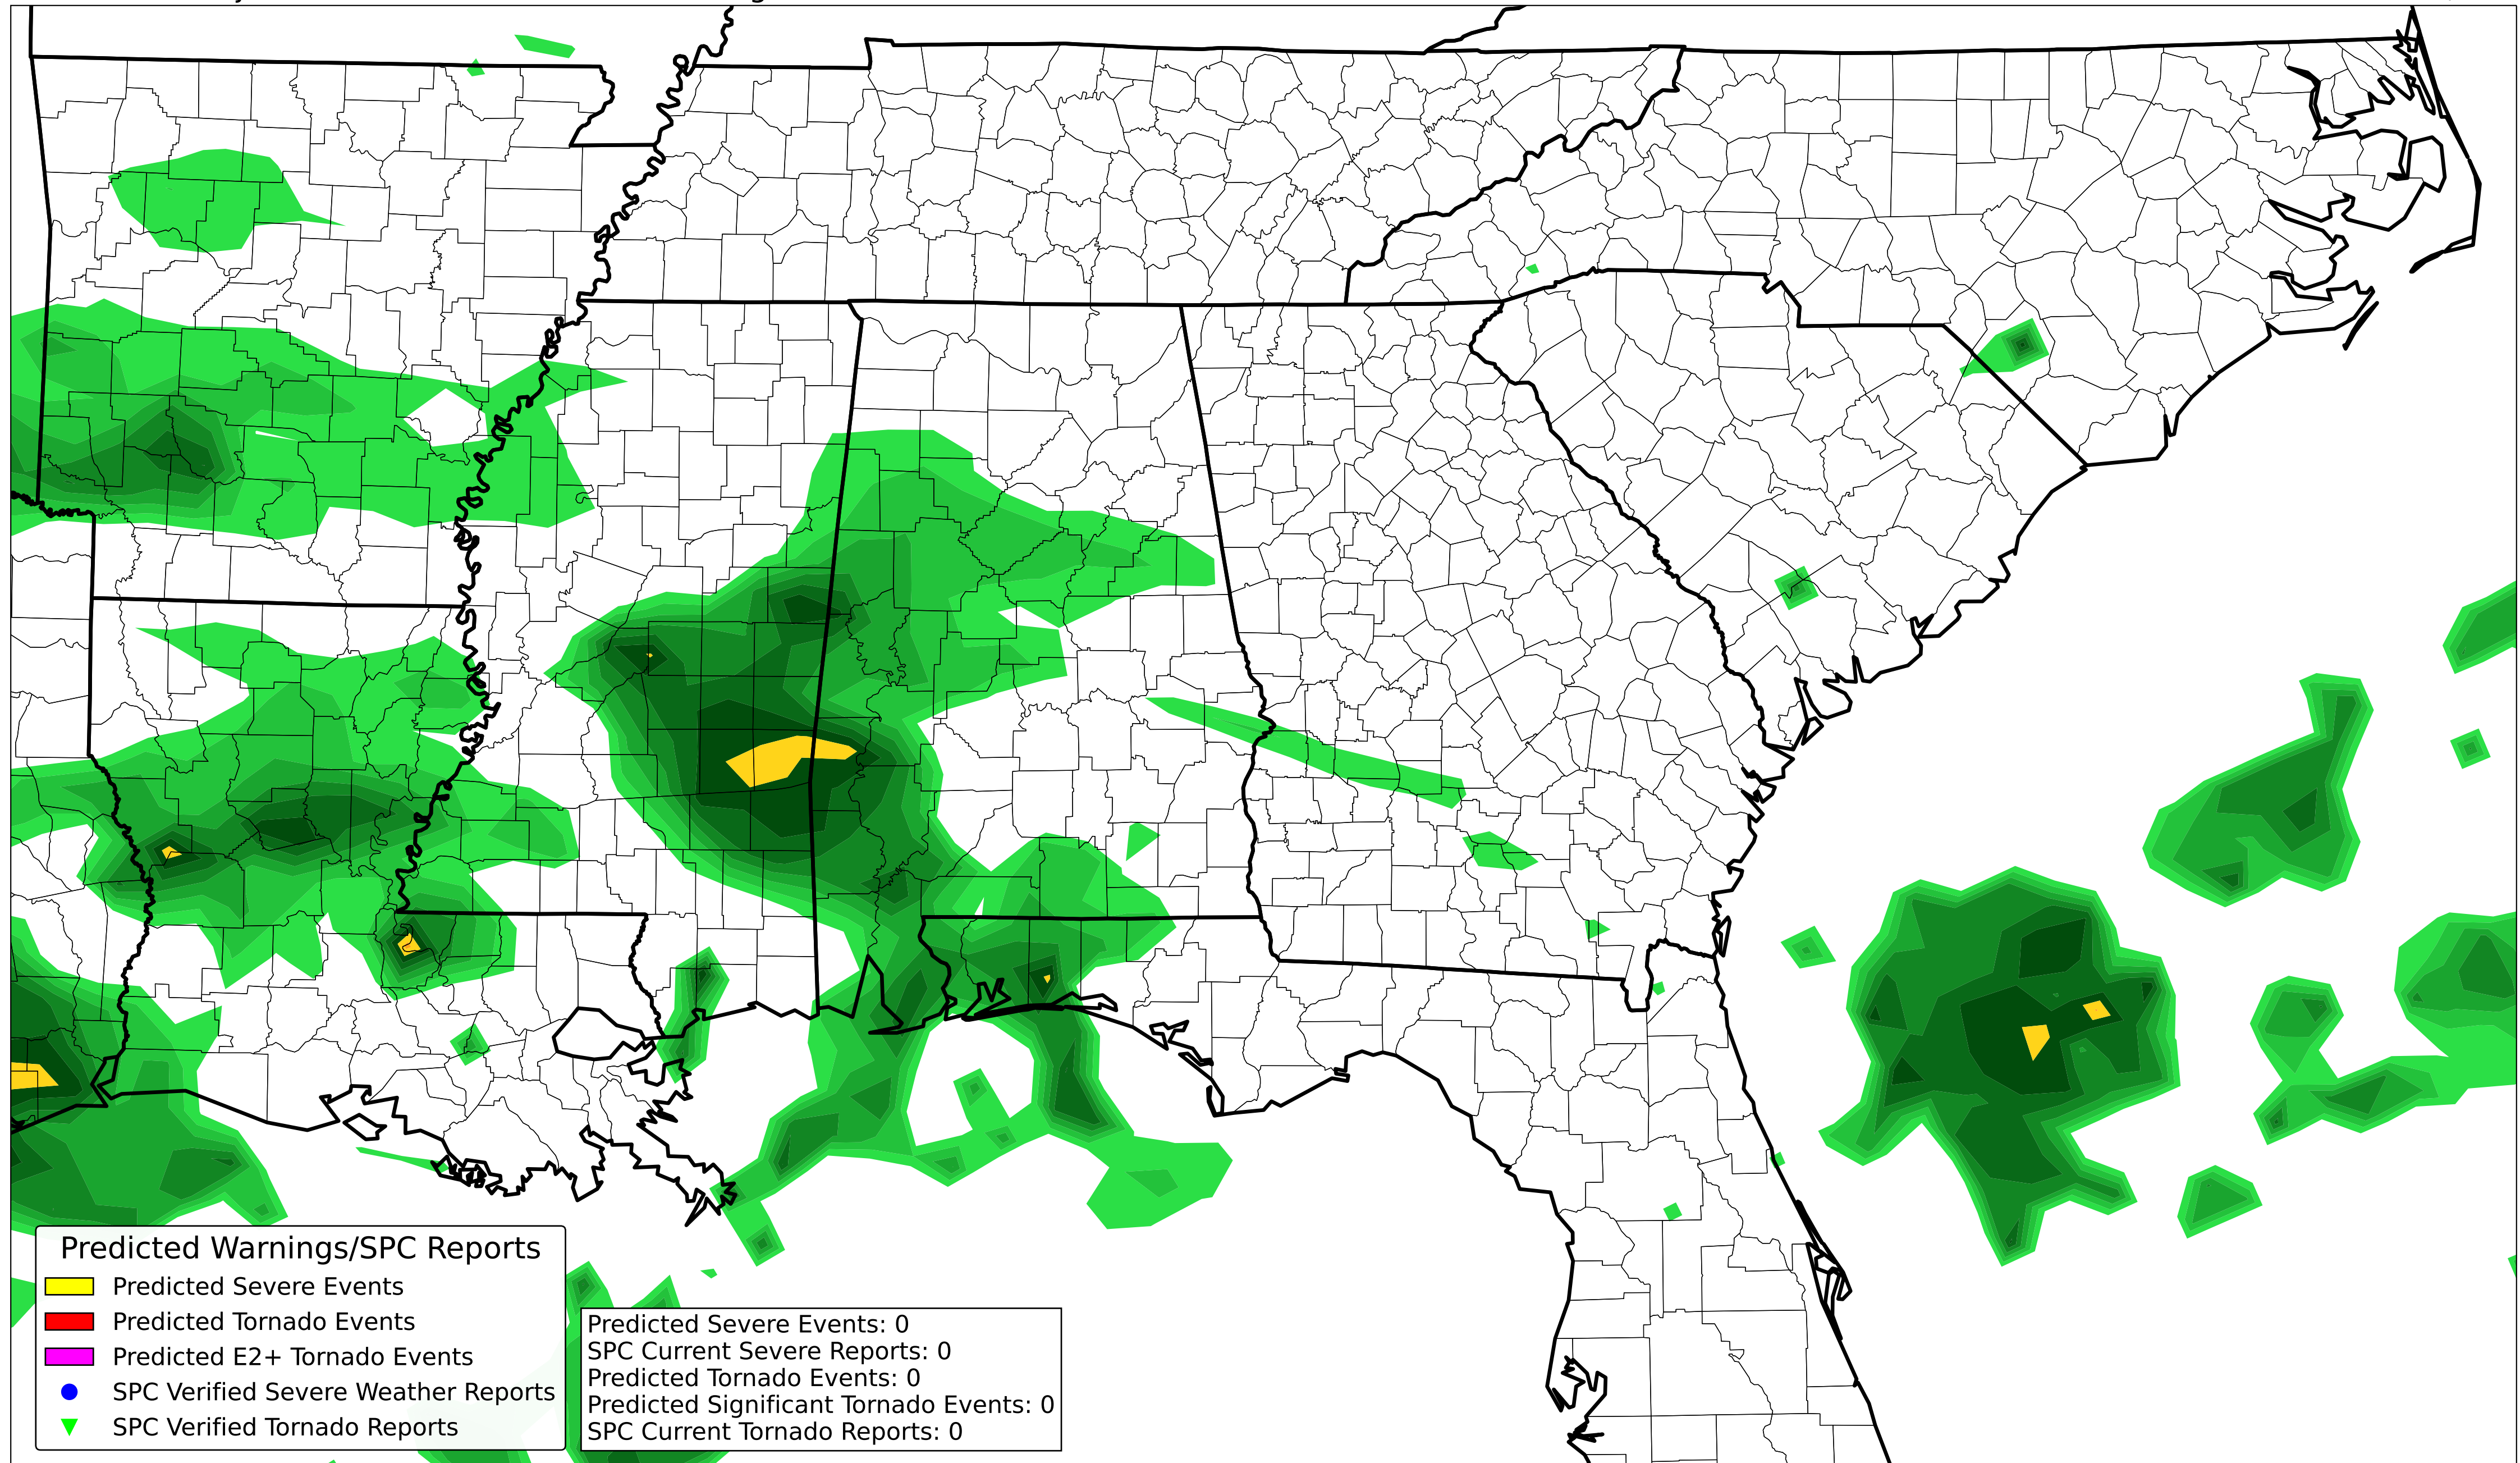 Predicted Warnings/SPC Reports
Predicted Severe Events
Predicted Tornado Events
Predicted E2+ Tornado Events
SPC Verified Severe Weather Reports
SPC Verified Tornado Reports
Predicted Severe Events: 0
SPC Current Severe Reports: 0
Predicted Tornado Events: 0
Predicted Significant Tornado Events: 0
SPC Current Tornado Reports: 0